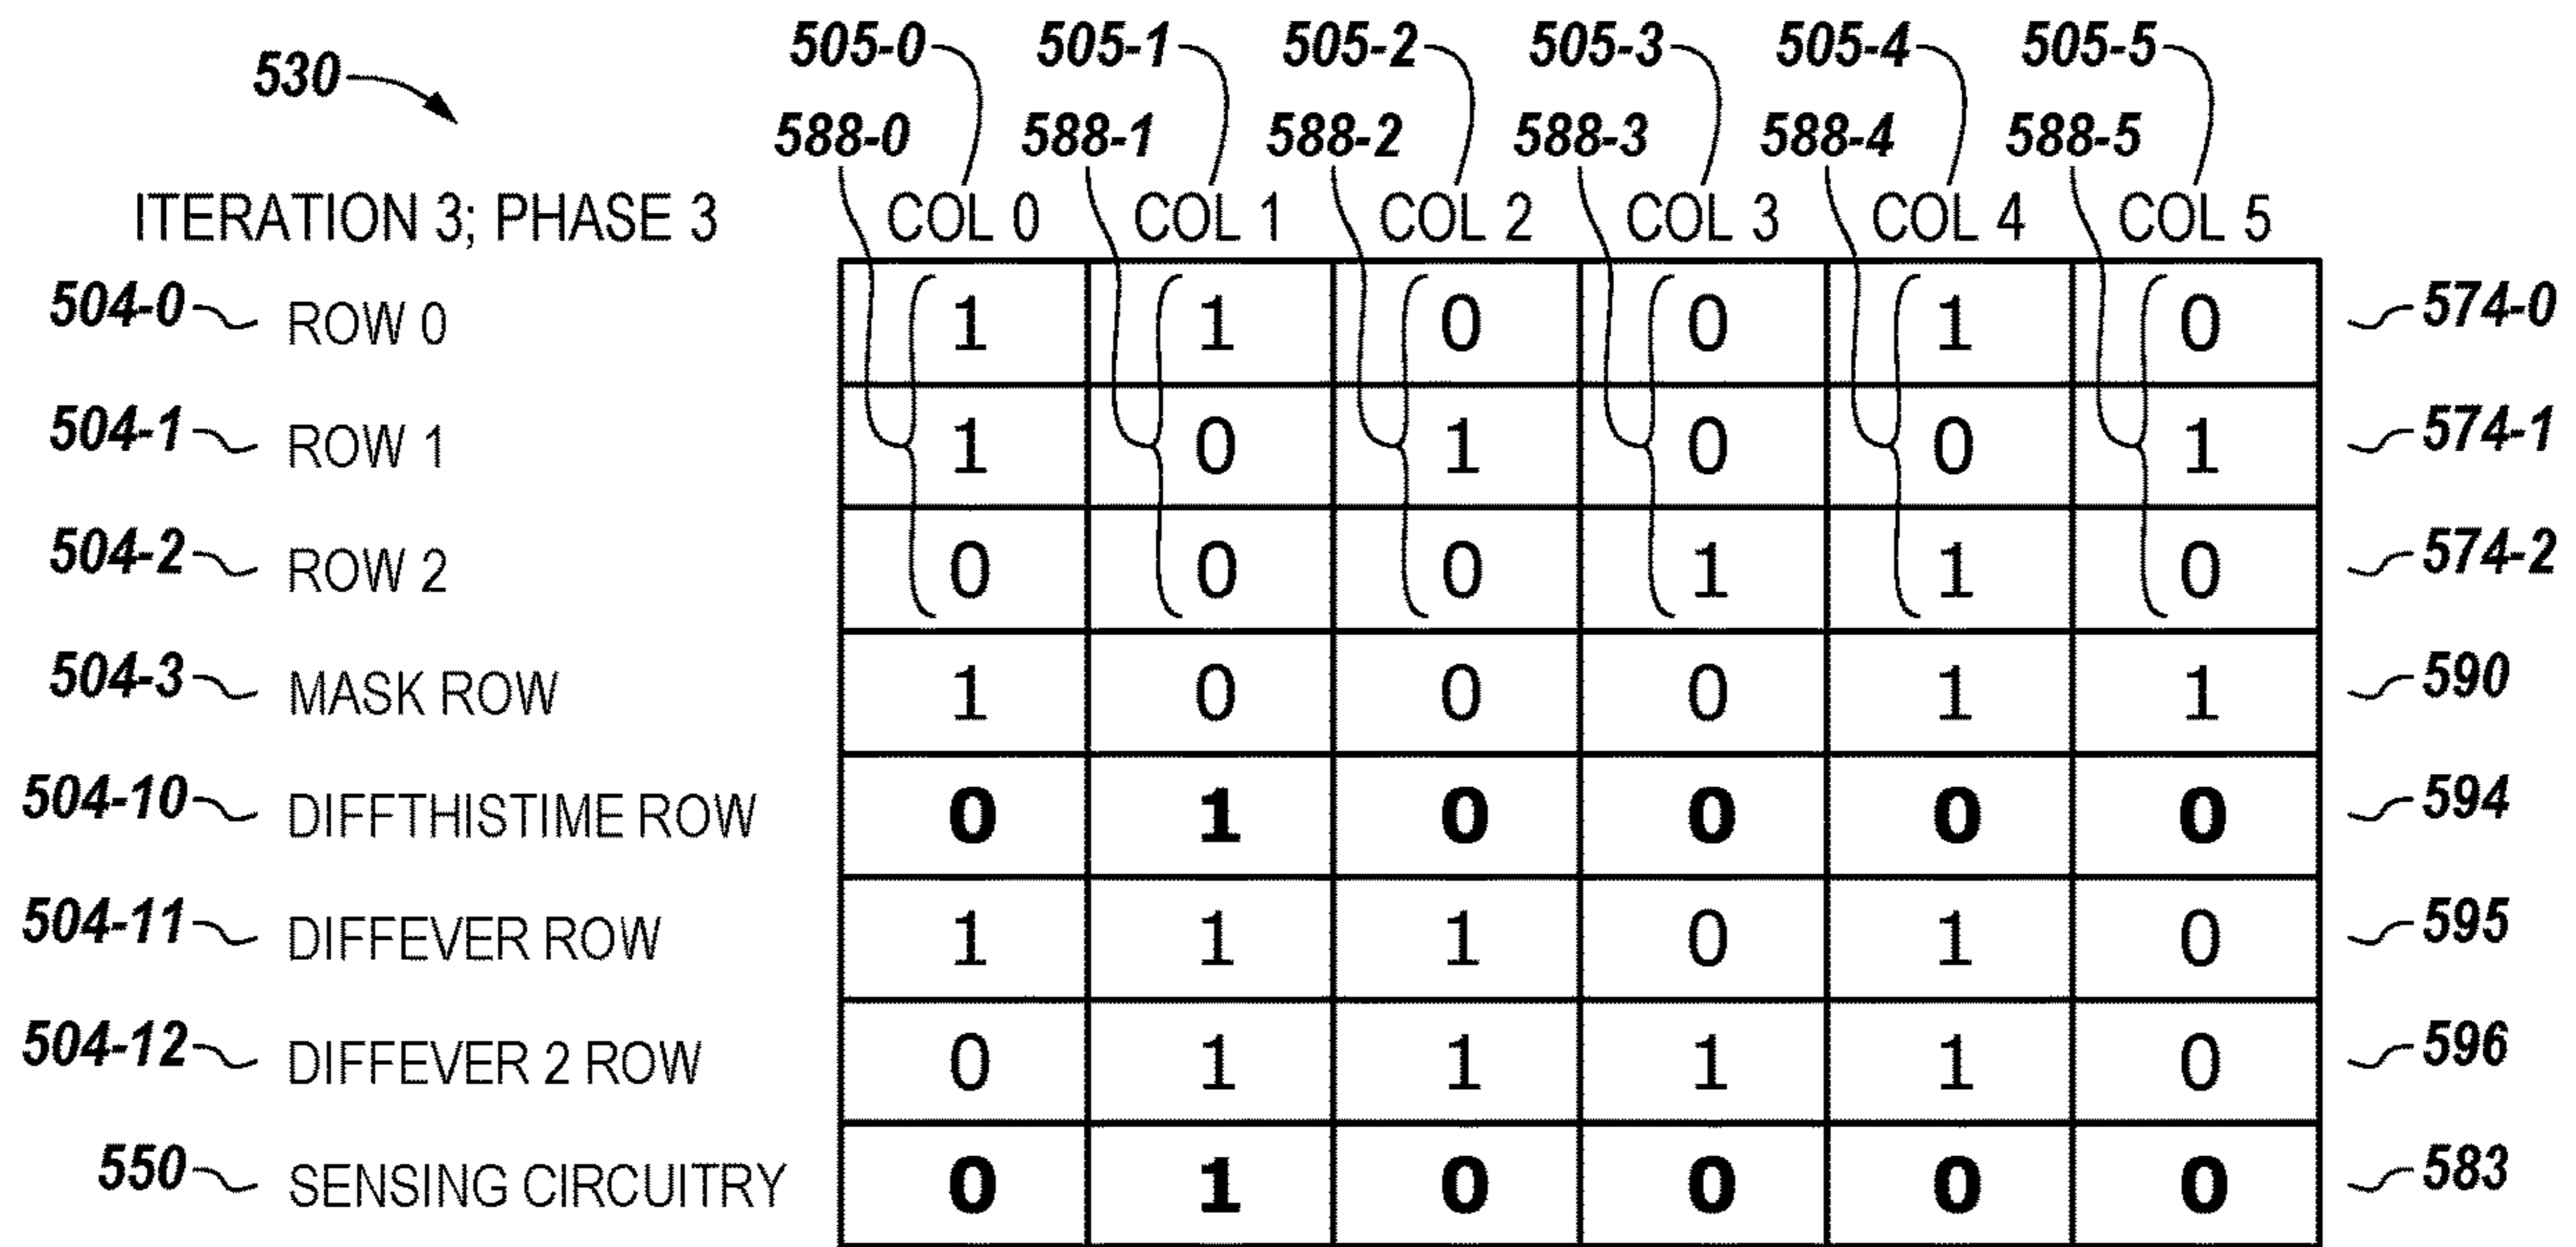 505-0 505-1 505-2 505-3 505-4 505-5
530
588-0 588-1 588-2 588-3 588-4 588-5
ITERATION 3; PHASE 3 COL 0 COL 1 COL 2 COL 3 COL 4 COL 5
504-0 ROW 0 1 1 0 0 1 0 574-0
504-1 ROW 1 1 0 1 0 0 1 574-1
504-2 ROW 2 0 0 0 1 1 0 574-2
504-3 MASK ROW 1 0 0 0 1 1 590
504-10 DIFFTHISTIME ROW 0 1 0 0 0 0 594
504-11 DIFFEVER ROW 1 1 1 0 1 0 595
504-12 DIFFEVER 2 ROW 0 1 1 1 1 0 596
550 SENSING CIRCUITRY 0 1 0 0 0 0 583